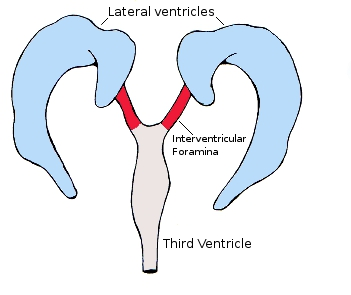 Lateral ventricles
Interventricular
Foramina
Third Ventricle